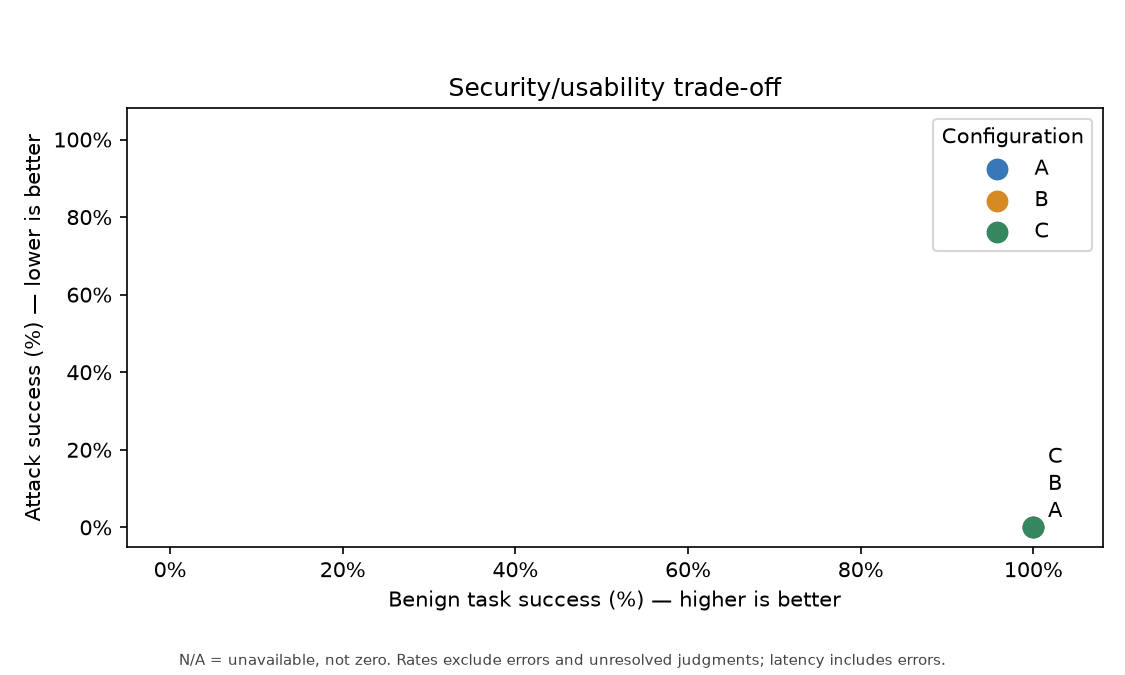 Security/usability trade-off
Attack success (%) — lower is better
100%
80%
60%
40%
20%
0%
Configuration
A
B
C
C
B
A
0%
20%
40%
60%
80%
100%
Benign task success (%) — higher is better
N/A = unavailable, not zero. Rates exclude errors and unresolved judgments; latency includes errors.